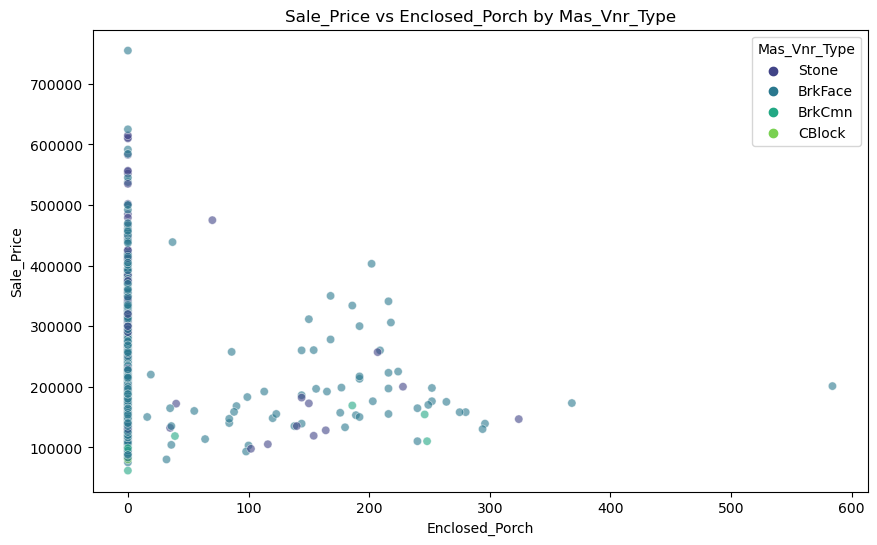 Sale_Price vs Enclosed_Porch by Mas_Vnr_Type
Mas_Vnr_Type
Stone
BrkFace
BrkCmn
CBlock
700000
600000
500000
400000
300000
200000
100000
Sale_Price
0
100
200
300
400
500
600
Enclosed_Porch